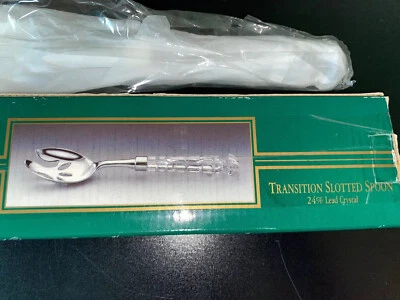 TRANSITION SLOTTED SPOON
24% Lead Crystal